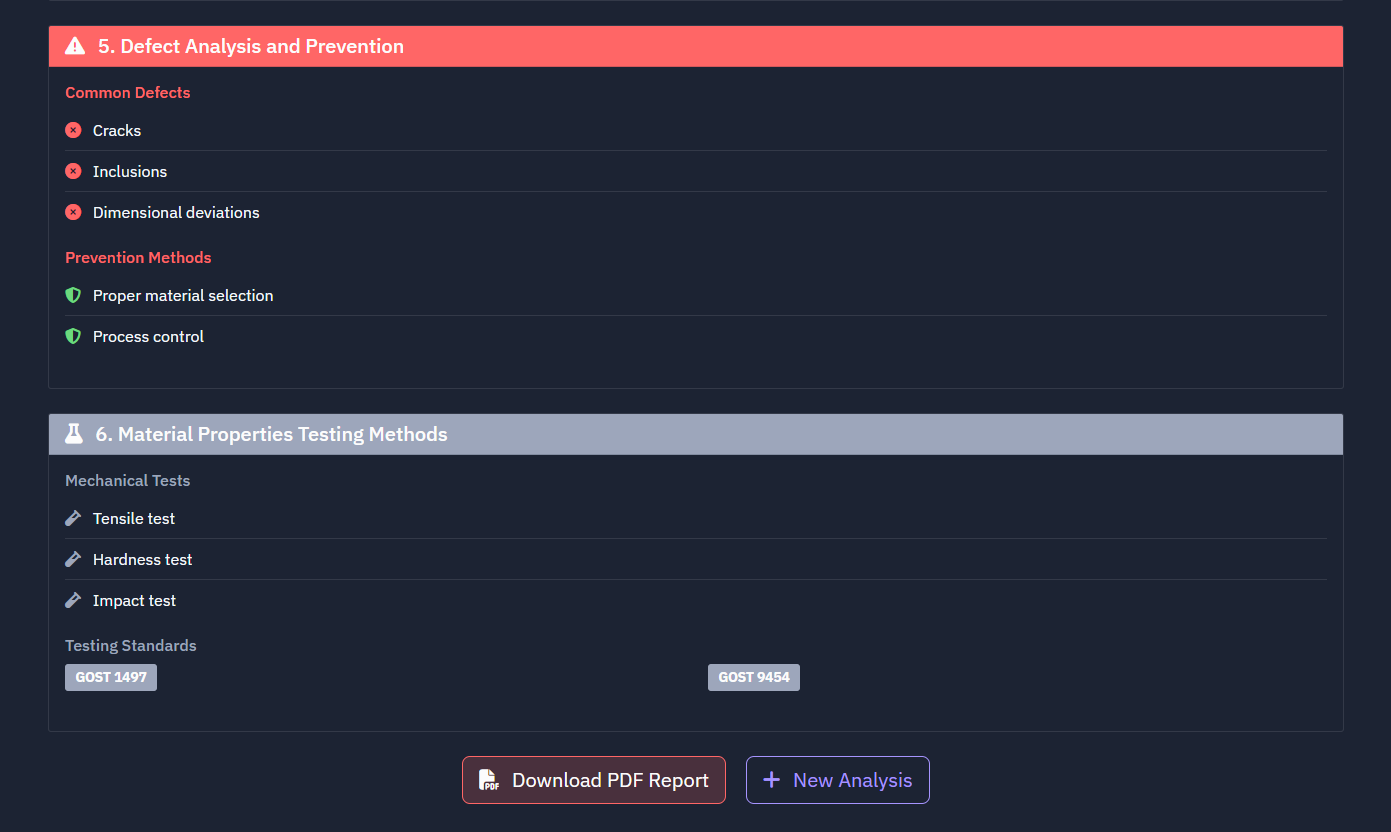 5. Defect Analysis and Prevention
Common Defects
Cracks
Inclusions
Dimensional deviations
Prevention Methods
Proper material selection
Process control
6. Material Properties Testing Methods
Mechanical Tests
Tensile test
Hardness test
Impact test
Testing Standards
GOST 1497 GOST 9454
PDF Download PDF Report New Analysis